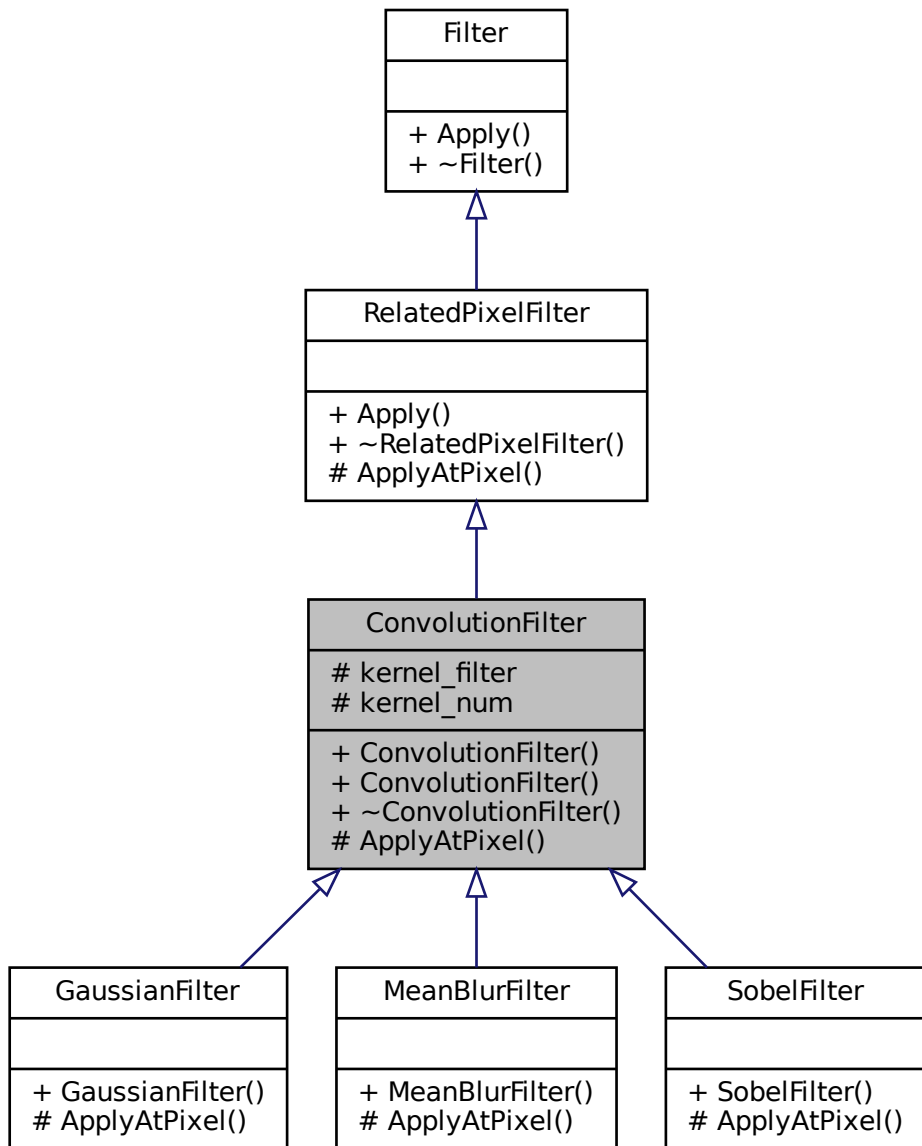 Filter
+ Apply()
+ ~Filter()
RelatedPixelFilter
+ Apply()
+ ~RelatedPixelFilter()
# ApplyAtPixel()
ConvolutionFilter
# kernel_filter
# kernel_num
+ ConvolutionFilter()
+ ConvolutionFilter()
+ ~ConvolutionFilter()
# ApplyAtPixel()
GaussianFilter
+ GaussianFilter()
# ApplyAtPixel()
MeanBlurFilter
+ MeanBlurFilter()
# ApplyAtPixel()
SobelFilter
+ SobelFilter()
# ApplyAtPixel()